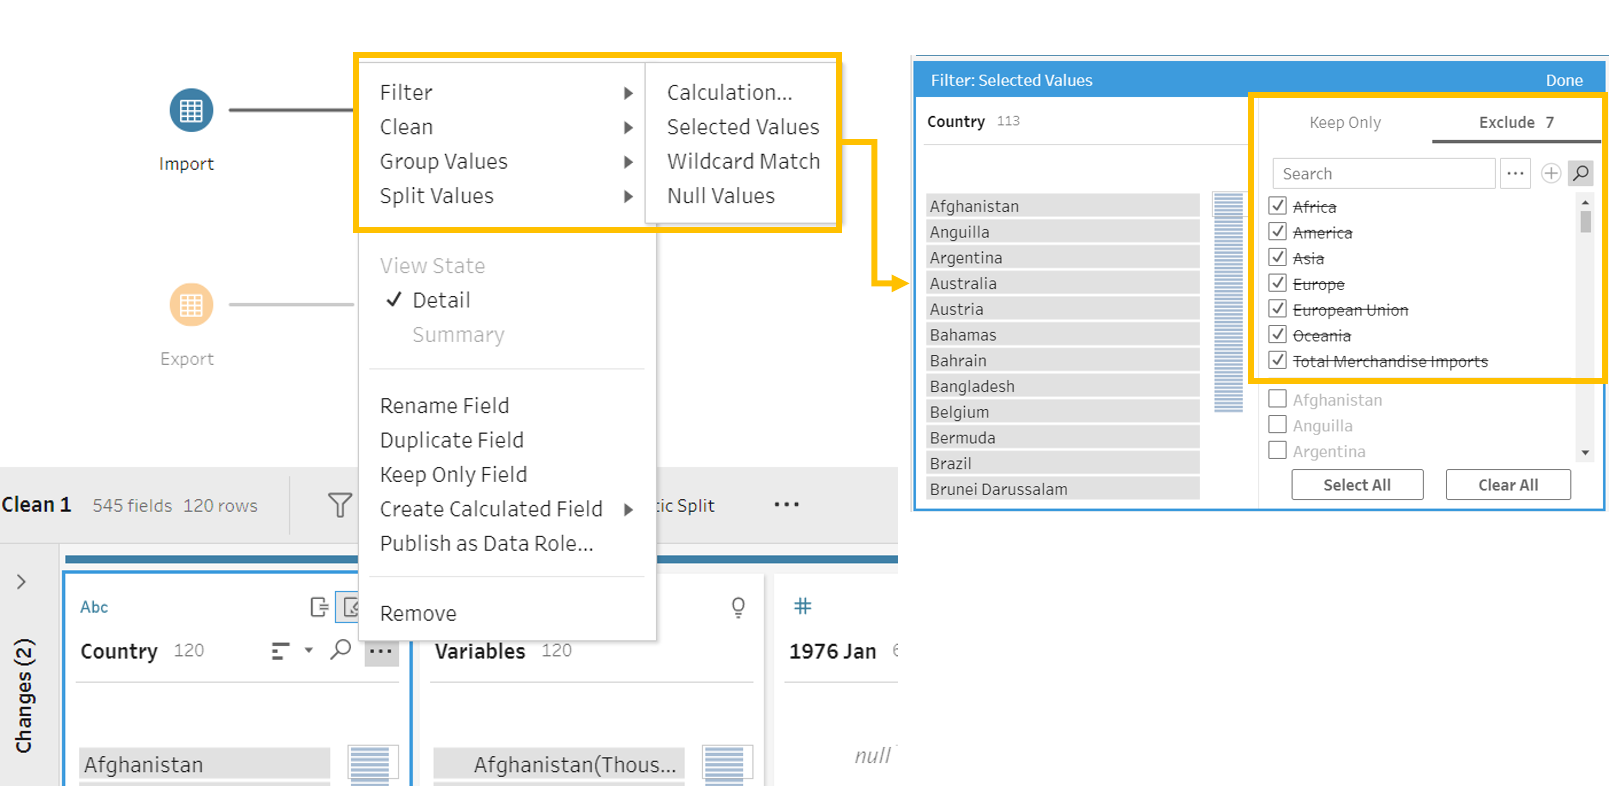 Import
Export
Filter
Clean
Group Values
Split Values
Calculation...
Selected Values
Wildcard Match
Null Values
View State
Detail
Summary
Rename Field
Duplicate Field
Keep Only Field
Create Calculated Field
Publish as Data Role...
Remove
Clean 1 545 fields 120 rows
tic Split
Changes (2)
Abc
Country 120
Afghanistan
Variables 120
Afghanistan(Thous...
#
1976 Jan
null
Filter: Selected Values Done
Country 113
Afghanistan
Anguilla
Argentina
Australia
Austria
Bahamas
Bahrain
Bangladesh
Belgium
Bermuda
Brazil
Brunei Darussalam
Keep Only Exclude 7
Search
Africa
America
Asia
Europe
European Union
Oceania
Total Merchandise Imports
Afghanistan
Anguilla
Argentina
Select All Clear All